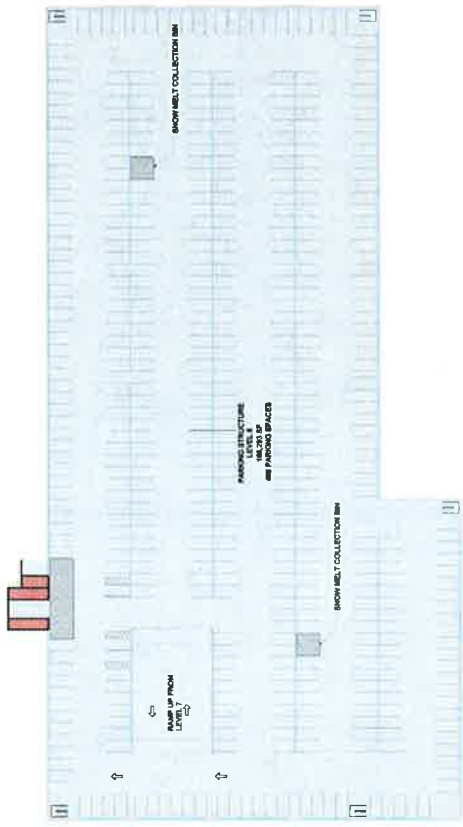 SNOW MELT COLLECTION BIN
PARKING STRUCTURE
LEVEL 8
SF
PARKING SPACES
SNOW MELT COLLECTION BIN
RAMP UP FROM
LEVEL 7